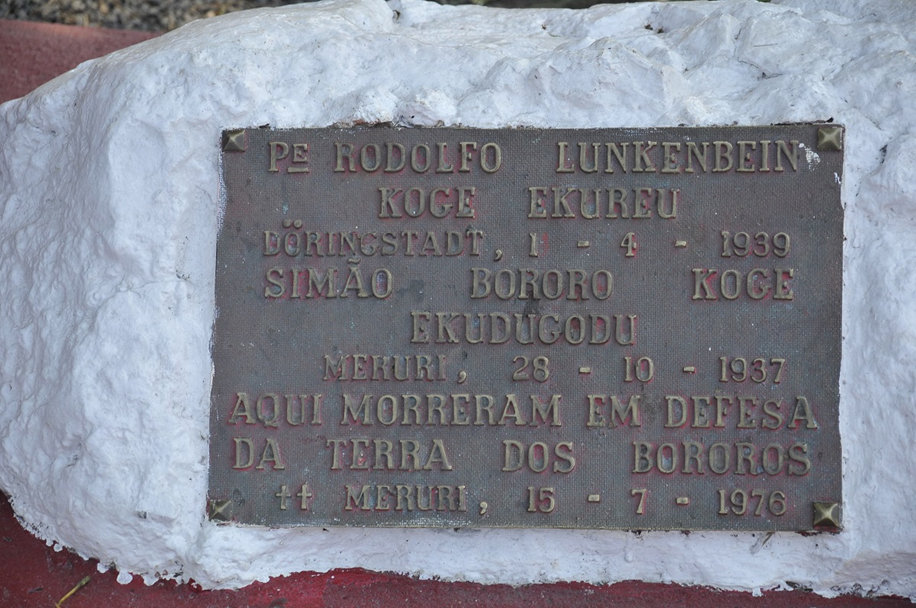 PE RODOLFO LUNKENBEIN
KOGE EKUREU
DÖRINGSTADT, 1 - 4 - 1939
SIMÃO BORORO KOGE
EKUDUGODU
MERURI, 28 - 10 - 1937
AQUI MORRERAM EM DEFESA
DA TERRA DOS BOROROS
†† MERURI, 15 - 7 - 1976